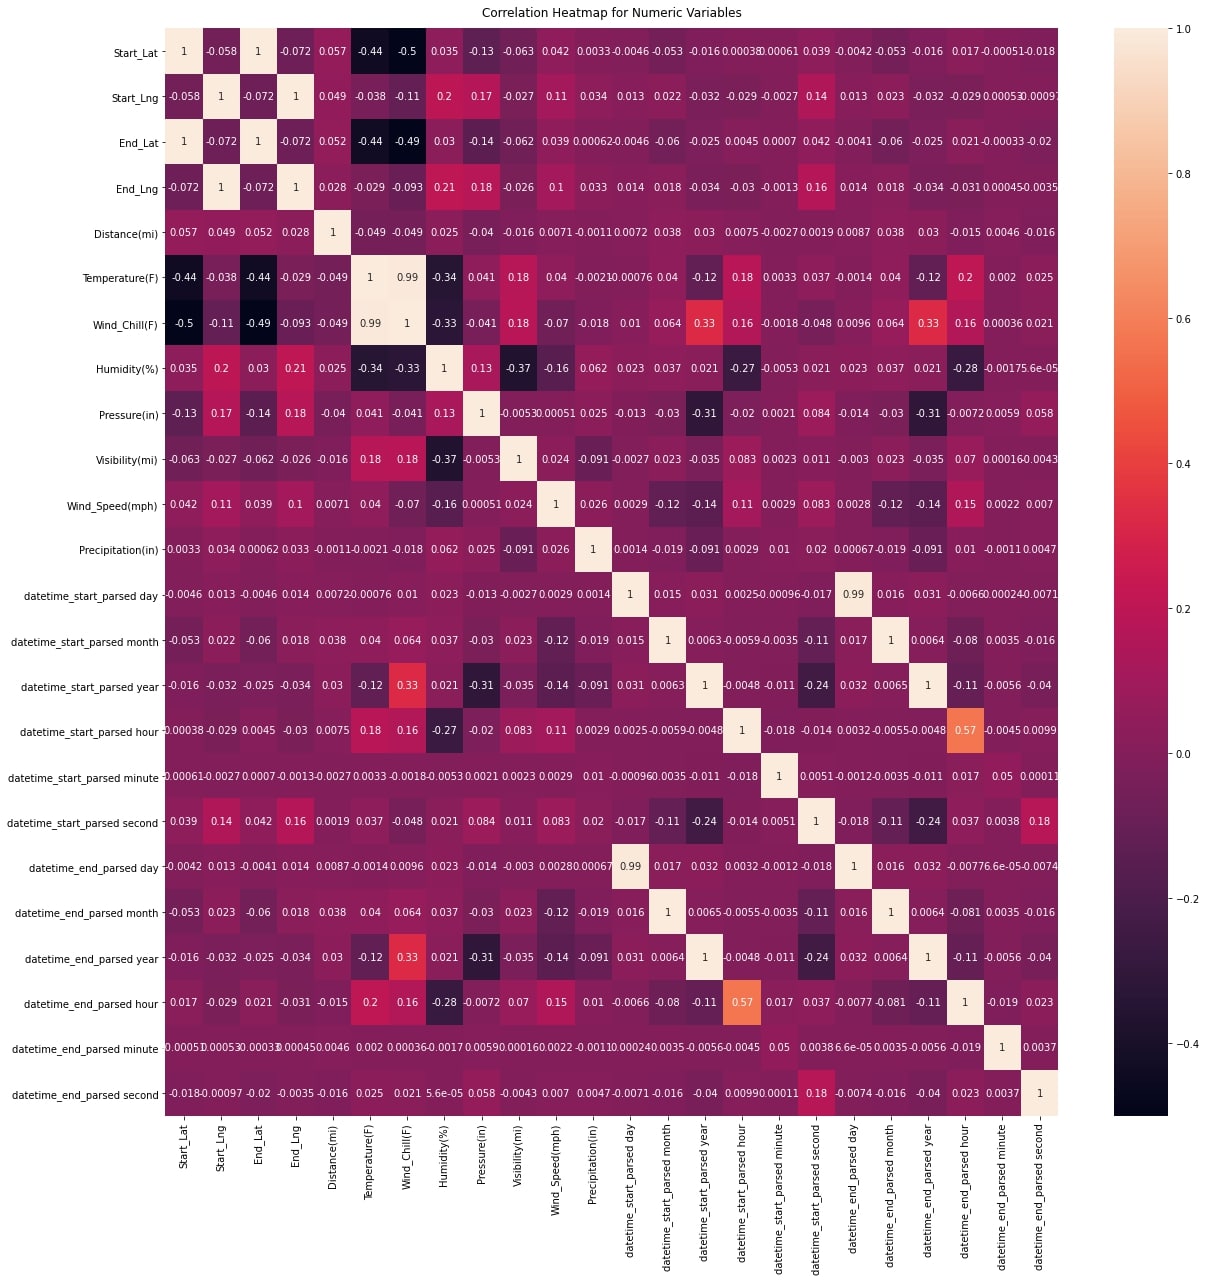 Correlation Heatmap for Numeric Variables
Start_Lat 1 -0.058 1 -0.072 0.057 -0.44 -0.5 0.035 -0.13 -0.063 0.042 0.0033 -0.0046 -0.053 -0.016 0.00038 0.00061 0.039 -0.0042 -0.053 -0.016 0.017 -0.00051 -0.018
Start_Lng -0.058 1 -0.072 1 0.049 -0.038 -0.11 0.2 0.17 -0.027 0.11 0.034 0.013 0.022 -0.032 -0.029 -0.0027 0.14 0.013 0.023 -0.032 -0.029 0.00053 -0.00097
End_Lat 1 -0.072 1 -0.072 0.052 -0.44 -0.49 0.03 -0.14 -0.062 0.039 0.00062 -0.0046 -0.06 -0.025 0.0045 0.0007 0.042 -0.0041 -0.06 -0.025 0.021 -0.00033 -0.02
End_Lng -0.072 1 -0.072 1 0.028 -0.029 -0.093 0.21 0.18 -0.026 0.1 0.033 0.014 0.018 -0.034 -0.03 -0.0013 0.16 0.014 0.018 -0.034 -0.031 0.00045 -0.0035
Distance(mi) 0.057 0.049 0.052 0.028 1 -0.049 -0.049 0.025 -0.04 -0.016 0.0071 -0.0011 0.0072 0.038 0.03 0.0075 -0.0027 0.0019 0.0087 0.038 0.03 -0.015 0.0046 -0.016
Temperature(F) -0.44 -0.038 -0.44 -0.029 -0.049 1 0.99 -0.34 0.041 0.18 0.04 -0.0021 -0.00076 0.04 -0.12 0.18 0.0033 0.037 -0.0014 0.04 -0.12 0.2 0.002 0.025
Wind_Chill(F) -0.5 -0.11 -0.49 -0.093 -0.049 0.99 1 -0.33 -0.041 0.18 -0.07 -0.018 0.01 0.064 0.33 0.16 -0.0018 -0.048 0.0096 0.064 0.33 0.16 0.00036 0.021
Humidity(%) 0.035 0.2 0.03 0.21 0.025 -0.34 -0.33 1 0.13 -0.37 -0.16 0.062 0.023 0.037 0.021 -0.27 -0.0053 0.021 0.023 0.037 0.021 -0.28 -0.0017 5.6e-05
Pressure(in) -0.13 0.17 -0.14 0.18 -0.04 0.041 -0.041 0.13 1 -0.0053 0.00051 0.025 -0.013 -0.03 -0.31 -0.02 0.0021 0.084 -0.014 -0.03 -0.31 -0.0072 0.0059 0.058
Visibility(mi) -0.063 -0.027 -0.062 -0.026 -0.016 0.18 0.18 -0.37 -0.0053 1 0.024 -0.091 -0.0027 0.023 -0.035 0.083 0.0023 0.011 -0.003 0.023 -0.035 0.07 0.00016 -0.0043
Wind_Speed(mph) 0.042 0.11 0.039 0.1 0.0071 0.04 -0.07 -0.16 0.00051 0.024 1 0.026 0.0029 -0.12 -0.14 0.11 0.0029 0.083 0.0028 -0.12 -0.14 0.15 0.0022 0.007
Precipitation(in) 0.0033 0.034 0.00062 0.033 -0.0011 -0.0021 -0.018 0.062 0.025 -0.091 0.026 1 0.0014 -0.019 -0.091 0.0029 0.01 0.02 0.00067 -0.019 -0.091 0.01 -0.0011 0.0047
datetime_start_parsed day -0.0046 0.013 -0.0046 0.014 0.0072 -0.00076 0.01 0.023 -0.013 -0.0027 0.0029 0.0014 1 0.015 0.031 0.0025 -0.00096 -0.017 0.99 0.016 0.031 -0.0066 0.00024 -0.0071
datetime_start_parsed month -0.053 0.022 -0.06 0.018 0.038 0.04 0.064 0.037 -0.03 0.023 -0.12 -0.019 0.015 1 0.0063 -0.0059 -0.0035 -0.11 0.017 1 0.0064 -0.08 0.0035 -0.016
datetime_start_parsed year -0.016 -0.032 -0.025 -0.034 0.03 -0.12 0.33 0.021 -0.31 -0.035 -0.14 -0.091 0.031 0.0063 1 -0.0048 -0.011 -0.24 0.032 0.0065 1 -0.11 -0.0056 -0.04
datetime_start_parsed hour 0.00038 -0.029 0.0045 -0.03 0.0075 0.18 0.16 -0.27 -0.02 0.083 0.11 0.0029 0.0025 -0.0059 -0.0048 1 -0.018 -0.014 0.0032 -0.0055 -0.0048 0.57 -0.0045 0.0099
datetime_start_parsed minute 0.00061 -0.0027 0.0007 -0.0013 -0.0027 0.0033 -0.0018 -0.0053 0.0021 0.0023 0.0029 0.01 -0.00096 -0.0035 -0.011 -0.018 1 0.0051 -0.0012 -0.0035 -0.011 0.017 0.05 0.00011
datetime_start_parsed second 0.039 0.14 0.042 0.16 0.0019 0.037 -0.048 0.021 0.084 0.011 0.083 0.02 -0.017 -0.11 -0.24 -0.014 0.0051 1 -0.018 -0.11 -0.24 0.037 0.0038 0.18
datetime_end_parsed day -0.0042 0.013 -0.0041 0.014 0.0087 -0.0014 0.0096 0.023 -0.014 -0.003 0.0028 0.00067 0.99 0.017 0.032 0.0032 -0.0012 -0.018 1 0.016 0.032 -0.0077 6.6e-05 -0.0074
datetime_end_parsed month -0.053 0.023 -0.06 0.018 0.038 0.04 0.064 0.037 -0.03 0.023 -0.12 -0.019 0.016 1 0.0065 -0.0055 -0.0035 -0.11 0.016 1 0.0064 -0.081 0.0035 -0.016
datetime_end_parsed year -0.016 -0.032 -0.025 -0.034 0.03 -0.12 0.33 0.021 -0.31 -0.035 -0.14 -0.091 0.031 0.0064 1 -0.0048 -0.011 -0.24 0.032 0.0064 1 -0.11 -0.0056 -0.04
datetime_end_parsed hour 0.017 -0.029 0.021 -0.031 -0.015 0.2 0.16 -0.28 -0.0072 0.07 0.15 0.01 -0.0066 -0.08 -0.11 0.57 0.017 0.037 -0.0077 -0.081 -0.11 1 -0.019 0.023
datetime_end_parsed minute -0.00051 0.00053 -0.00033 0.00045 0.0046 0.002 0.00036 -0.0017 0.0059 0.00016 0.0022 -0.0011 0.00024 0.0035 -0.0056 -0.0045 0.05 0.0038 6.6e-05 0.0035 -0.0056 -0.019 1 0.0037
datetime_end_parsed second -0.018 -0.00097 -0.02 -0.0035 -0.016 0.025 0.021 5.6e-05 0.058 -0.0043 0.007 0.0047 -0.0071 -0.016 -0.04 0.0099 0.00011 0.18 -0.0074 -0.016 -0.04 0.023 0.0037 1
Start_Lat
Start_Lng
End_Lat
End_Lng
Distance(mi)
Temperature(F)
Wind_Chill(F)
Humidity(%)
Pressure(in)
Visibility(mi)
Wind_Speed(mph)
Precipitation(in)
datetime_start_parsed day
datetime_start_parsed month
datetime_start_parsed year
datetime_start_parsed hour
datetime_start_parsed minute
datetime_start_parsed second
datetime_end_parsed day
datetime_end_parsed month
datetime_end_parsed year
datetime_end_parsed hour
datetime_end_parsed minute
datetime_end_parsed second
1.0
0.8
0.6
0.4
0.2
0.0
−0.2
−0.4